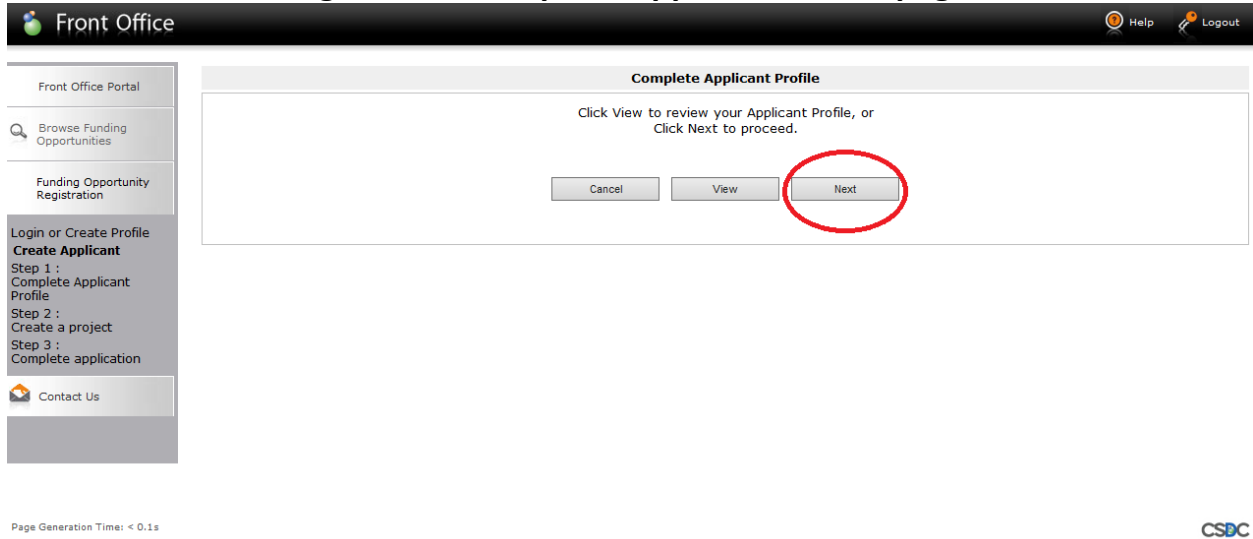 Front Office
Help
Logout
Front Office Portal
Browse Funding
Opportunities
Funding Opportunity
Registration
Login or Create Profile
Create Applicant
Step 1 :
Complete Applicant
Profile
Step 2 :
Create a project
Step 3 :
Complete application
Contact Us
Complete Applicant Profile
Click View to review your Applicant Profile, or
Click Next to proceed.
Cancel
View
Next
Page Generation Time: < 0.1s
CSDC